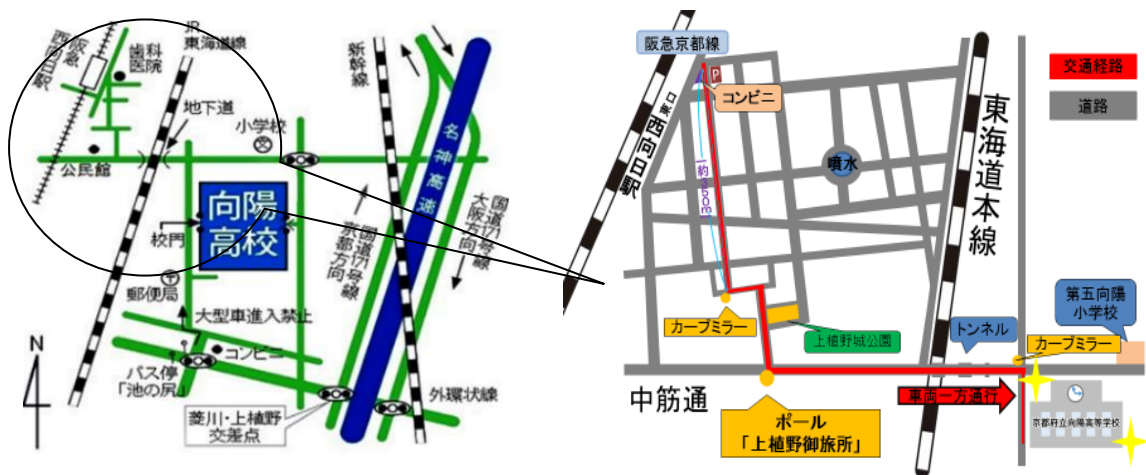 JR
東海道線
阪急
西向日駅
歯科
医院
地下道
小学校
文
公民館
新幹線
名神高速
向陽
高校
校門
国道171号線
京都方向
国道171号線
大阪方向
郵便局
大型車進入禁止
コンビニ
N
バス停
「池の尻」
菱川・上植野
交差点
外環状線
阪急京都線
P
コンビニ
東口
西向日駅
噴水
東海道本線
交通経路
道路
カーブミラー
上植野城公園
トンネル
第五向陽
小学校
カーブミラー
中筋通
車両一方通行
ポール
「上植野御旅所」
京都府立向陽高等学校